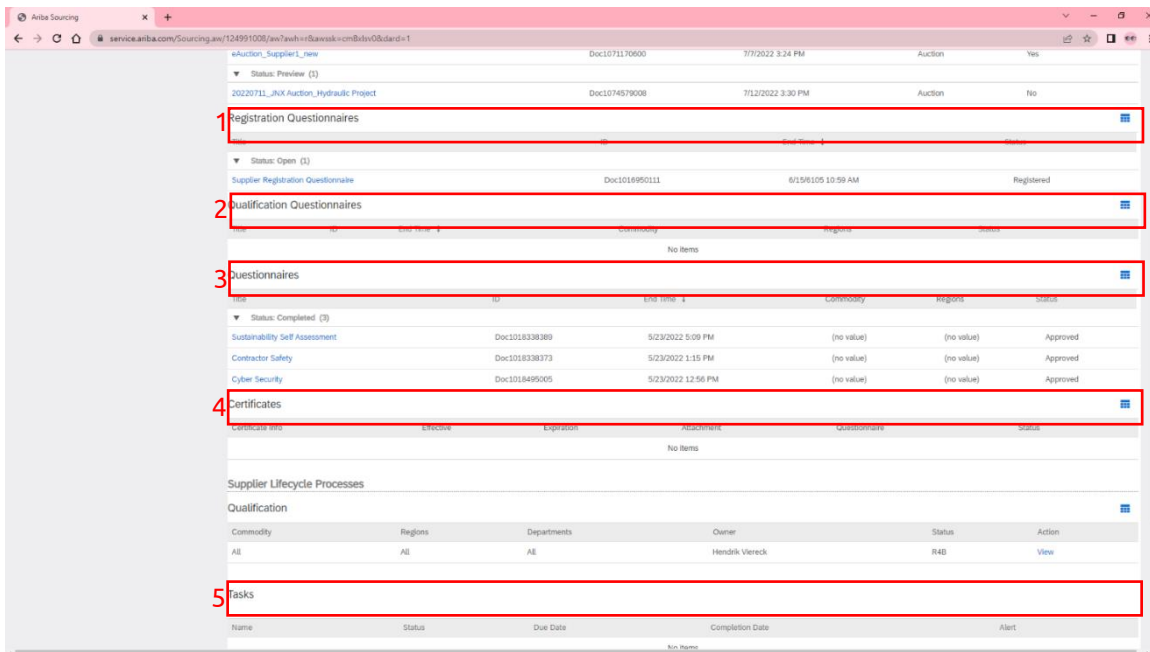 Ariba Sourcing
service.ariba.com/Sourcing.aw/124991008/aw?awh=r&awssk=cm8xlsv0&dard=1
eAuction_Supplier1_new Doc1071170600 7/7/2022 3:24 PM Auction Yes
Status: Preview (1)
20220711_JNX Auction_Hydraulic Project Doc1074579008 7/12/2022 3:30 PM Auction No
1 Registration Questionnaires
Title ID End Time ↓ Status
Status: Open (1)
Supplier Registration Questionnaire Doc1016950111 6/15/6105 10:59 AM Registered
2 Qualification Questionnaires
Title ID End Time ↓ Commodity Regions Status
No items
3 Questionnaires
Title ID End Time ↓ Commodity Regions Status
Status: Completed (3)
Sustainability Self Assessment Doc1018338389 5/23/2022 5:09 PM (no value) (no value) Approved
Contractor Safety Doc1018338373 5/23/2022 1:15 PM (no value) (no value) Approved
Cyber Security Doc1018495005 5/23/2022 12:56 PM (no value) (no value) Approved
4 Certificates
Certificate Info Effective Expiration Attachment Questionnaire Status
No items
Supplier Lifecycle Processes
Qualification
Commodity Regions Departments Owner Status Action
All All All Hendrik Viereck R4B View
5 Tasks
Name Status Due Date Completion Date Alert
No items